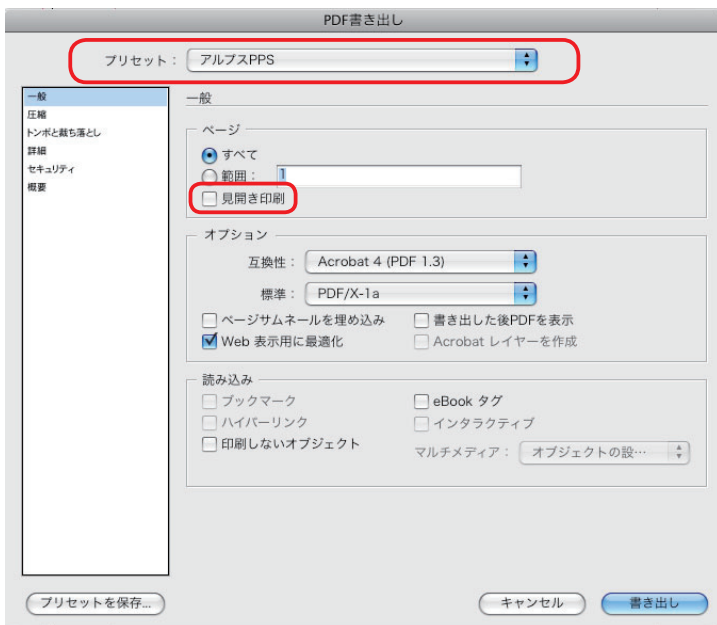 PDF書き出し
プリセット： アルプスPPS
一般
圧縮
トンボと裁ち落とし
詳細
セキュリティ
概要
一般
ページ
すべて
範囲： 1
見開き印刷
オプション
互換性： Acrobat 4 (PDF 1.3)
標準： PDF/X-1a
ページサムネールを埋め込み 書き出した後PDFを表示
Web 表示用に最適化 Acrobat レイヤーを作成
読み込み
ブックマーク eBook タグ
ハイパーリンク インタラクティブ
印刷しないオブジェクト マルチメディア： オブジェクトの設…
プリセットを保存... キャンセル 書き出し